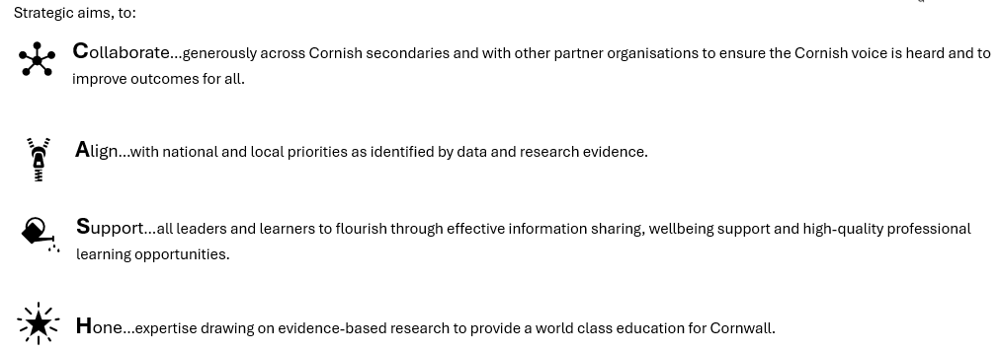 Strategic aims, to:
Collaborate...generously across Cornish secondaries and with other partner organisations to ensure the Cornish voice is heard and to
improve outcomes for all.
Align...with national and local priorities as identified by data and research evidence.
Support...all leaders and learners to flourish through effective information sharing, wellbeing support and high-quality professional
learning opportunities.
Hone...expertise drawing on evidence-based research to provide a world class education for Cornwall.